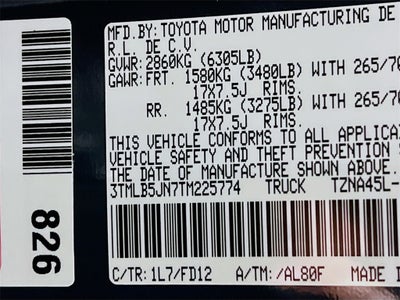 MFD.BY: TOYOTA MOTOR MANUFACTURING DE
R.L. DE C.V.
GVWR: 2860KG (6305LB)
GAWR: FRT. 1580KG (3480LB) WITH 265/70
17X7.5J RIMS.
RR. 1485KG (3275LB) WITH 265/70
17X7.5J RIMS.
THIS VEHICLE CONFORMS TO ALL APPLICA
VEHICLE SAFETY AND THEFT PREVENTION S
THE DATE OF MANUFACTURE SHOWN ABOVE.
3TMLB5JN7TM225774 TRUCK TZNA45L-
C/TR: 1L7/FD12 A/TM: /AL80F
826